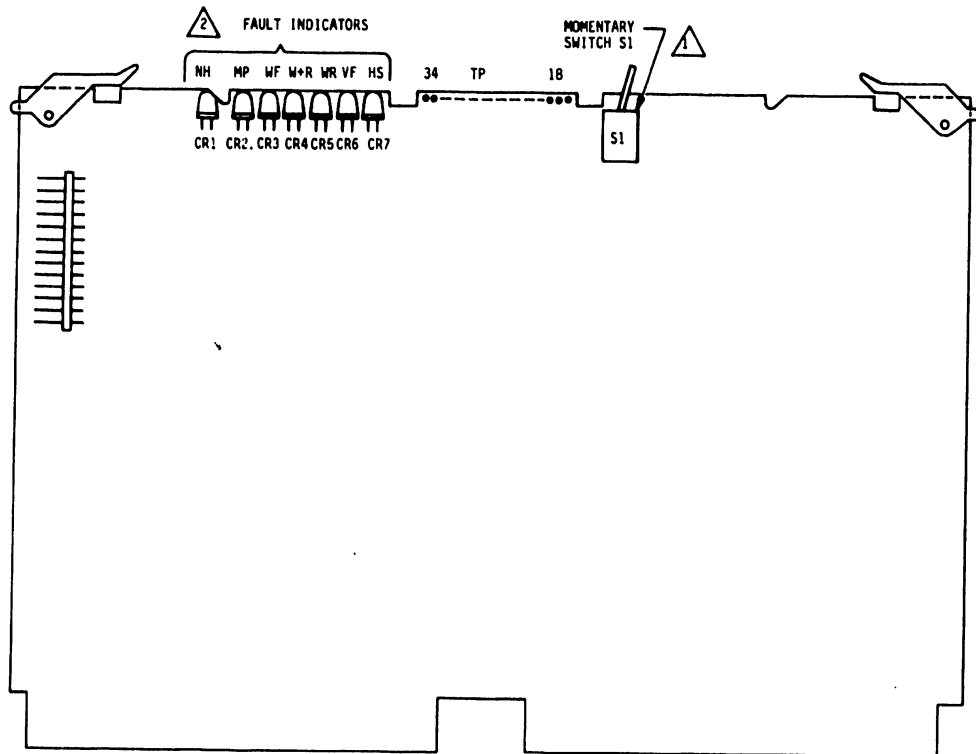 2 FAULT INDICATORS
MOMENTARY
SWITCH S1
1
NH MP WF W+R WR VF HS
34 TP 18
CR1 CR2. CR3 CR4 CR5 CR6 CR7
S1